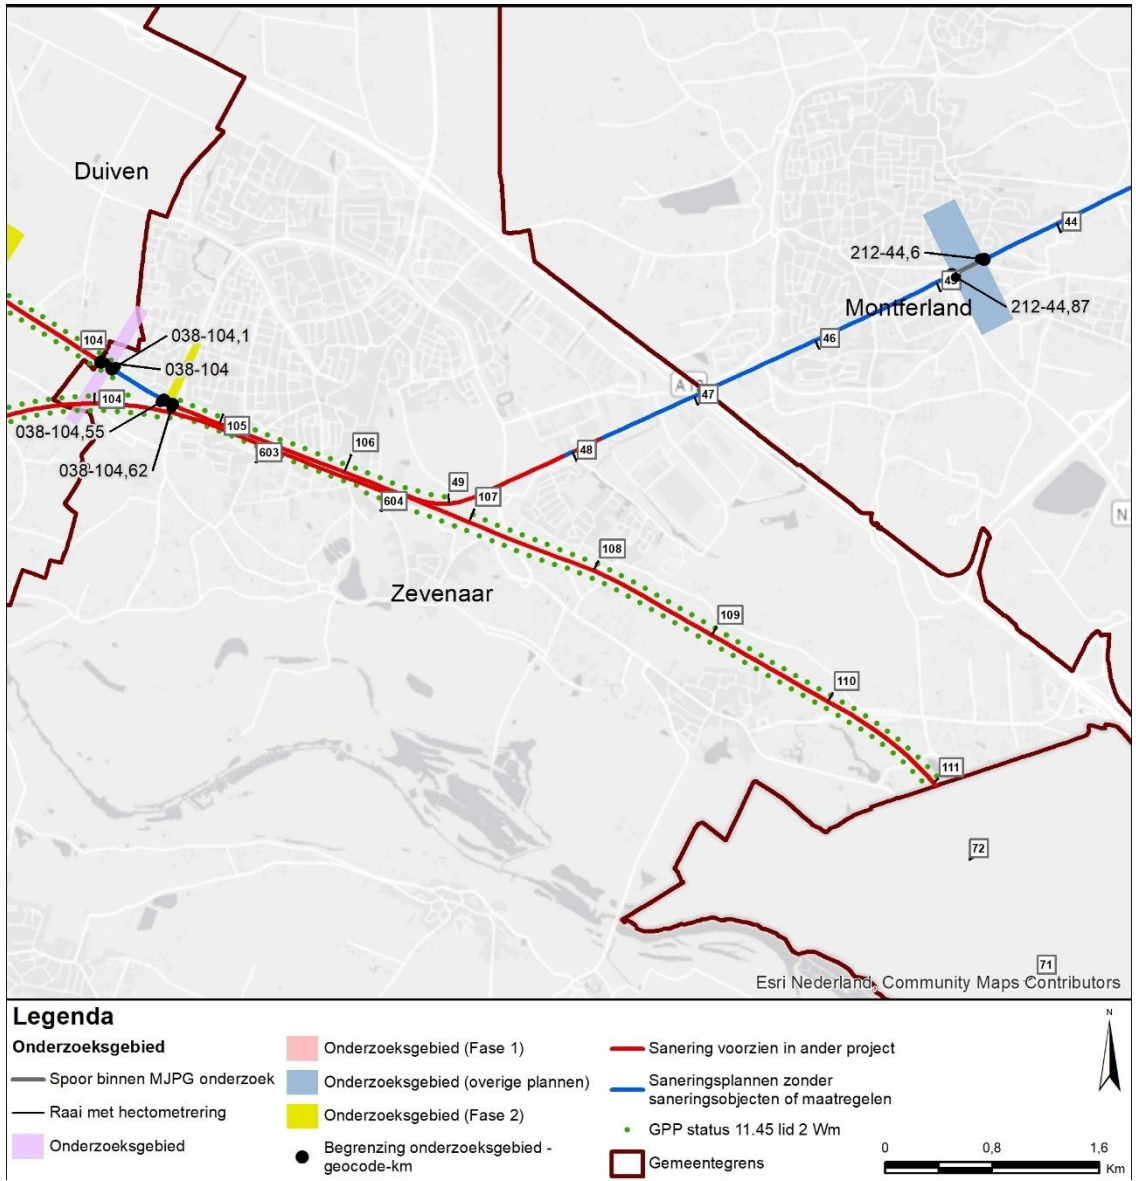 Duiven
44
212-44,6
45
Montferland
212-44,87
104
038-104,1
46
038-104
A12
47
104
038-104,55
105
106
48
603
038-104,62
49
604
107
108
Zevenaar
109
110
111
72
71
Esri Nederland, Community Maps Contributors
Legenda
Onderzoeksgebied
Spoor binnen MJPG onderzoek
Raai met hectometrering
Onderzoeksgebied
Onderzoeksgebied (Fase 1)
Onderzoeksgebied (overige plannen)
Onderzoeksgebied (Fase 2)
Begrenzing onderzoeksgebied -
geocode-km
Sanering voorzien in ander project
Saneringsplannen zonder
saneringsobjecten of maatregelen
GPP status 11.45 lid 2 Wm
Gemeentegrens
N
0 0,8 1,6
Km